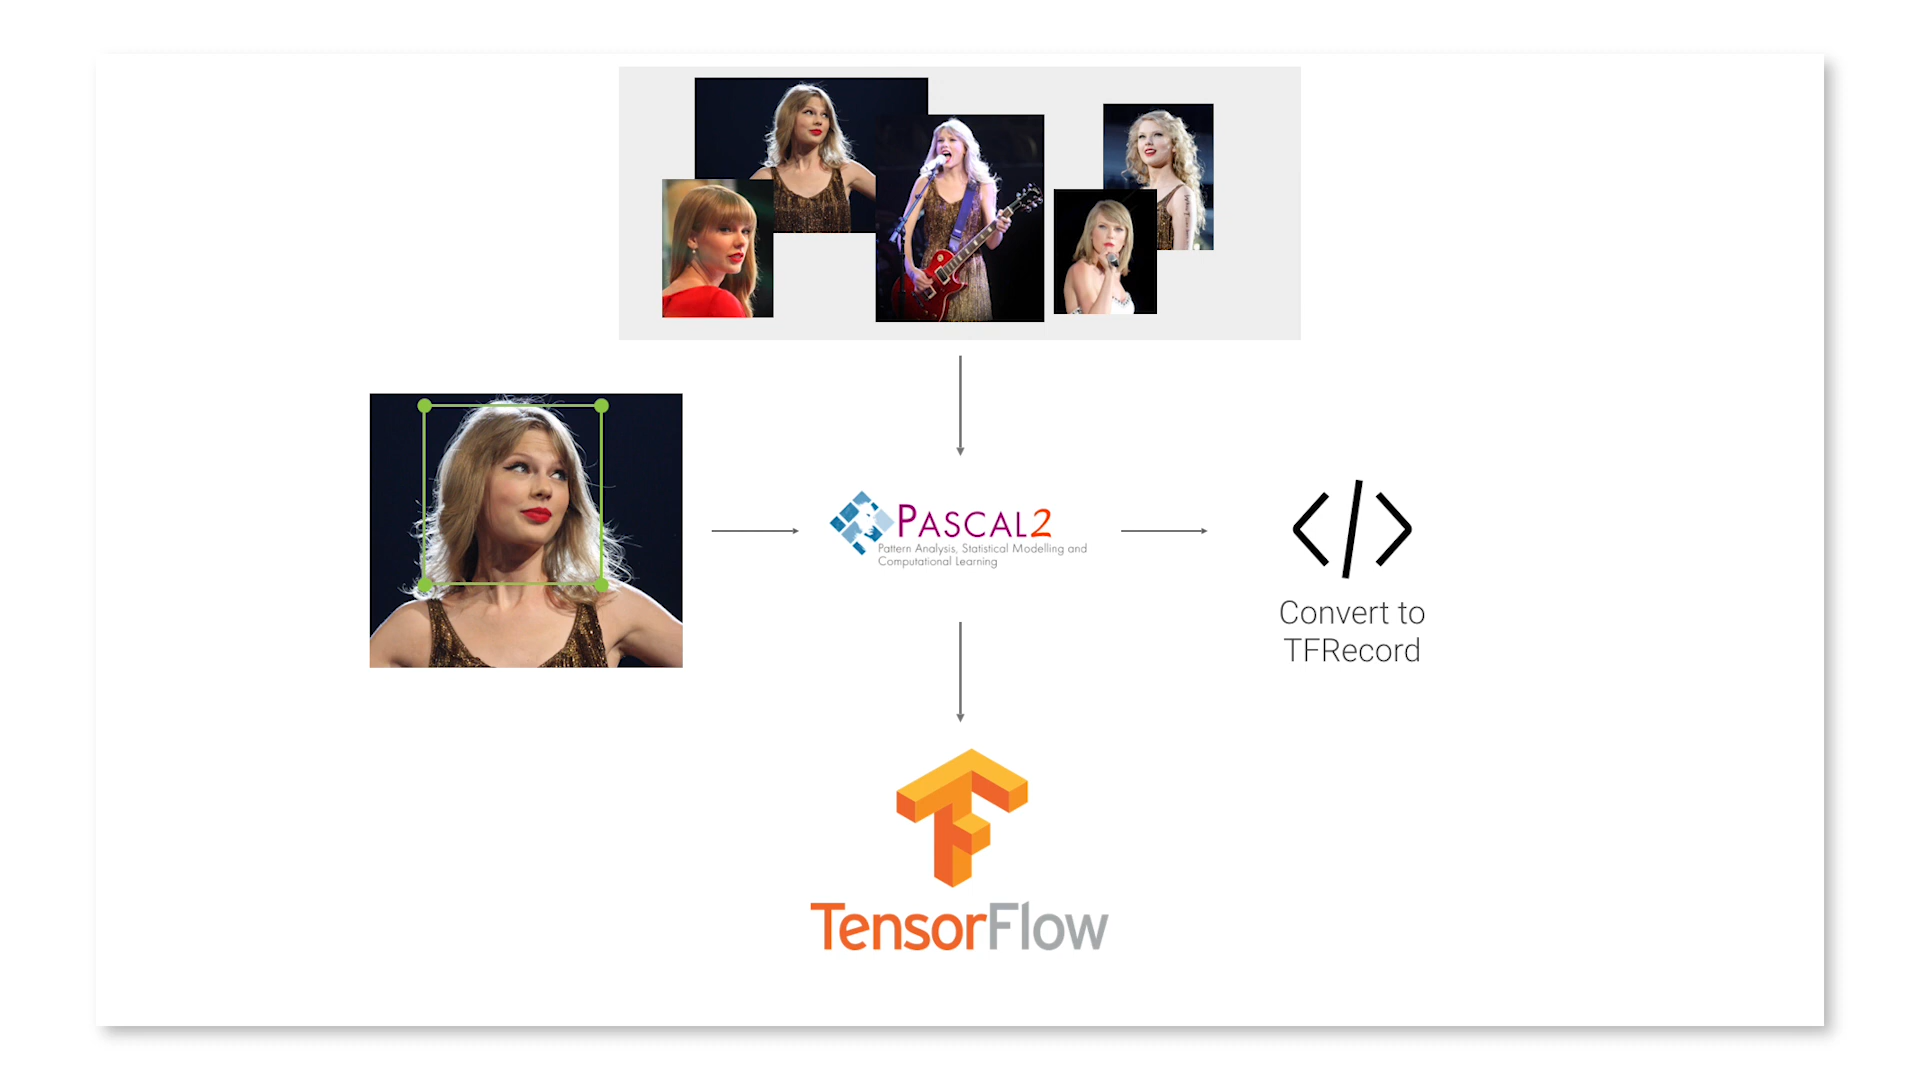 PASCAL2
Pattern Analysis, Statistical Modelling and
Computational Learning
Convert to
TFRecord
TensorFlow